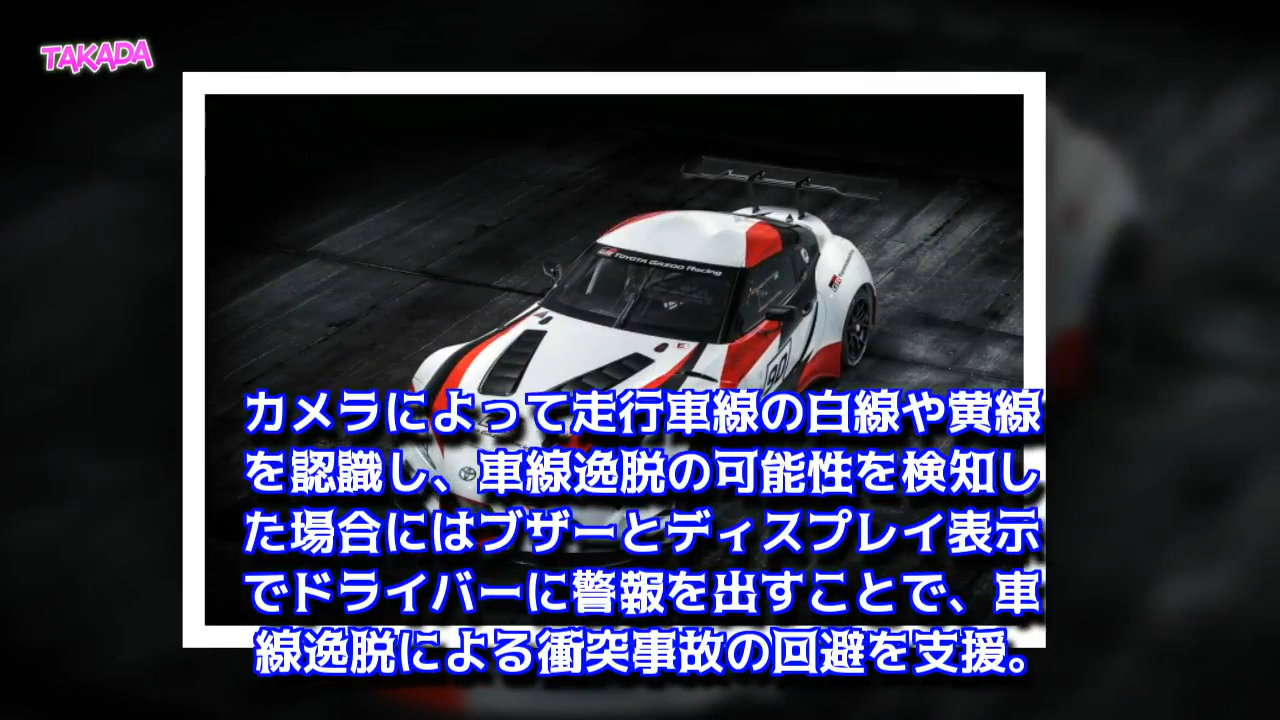 TAKADA
TOYOTA GAZOO Racing
90
カメラによって走行車線の白線や黄線
を認識し、車線逸脱の可能性を検知し
た場合にはブザーとディスプレイ表示
でドライバーに警報を出すことで、車
線逸脱による衝突事故の回避を支援。